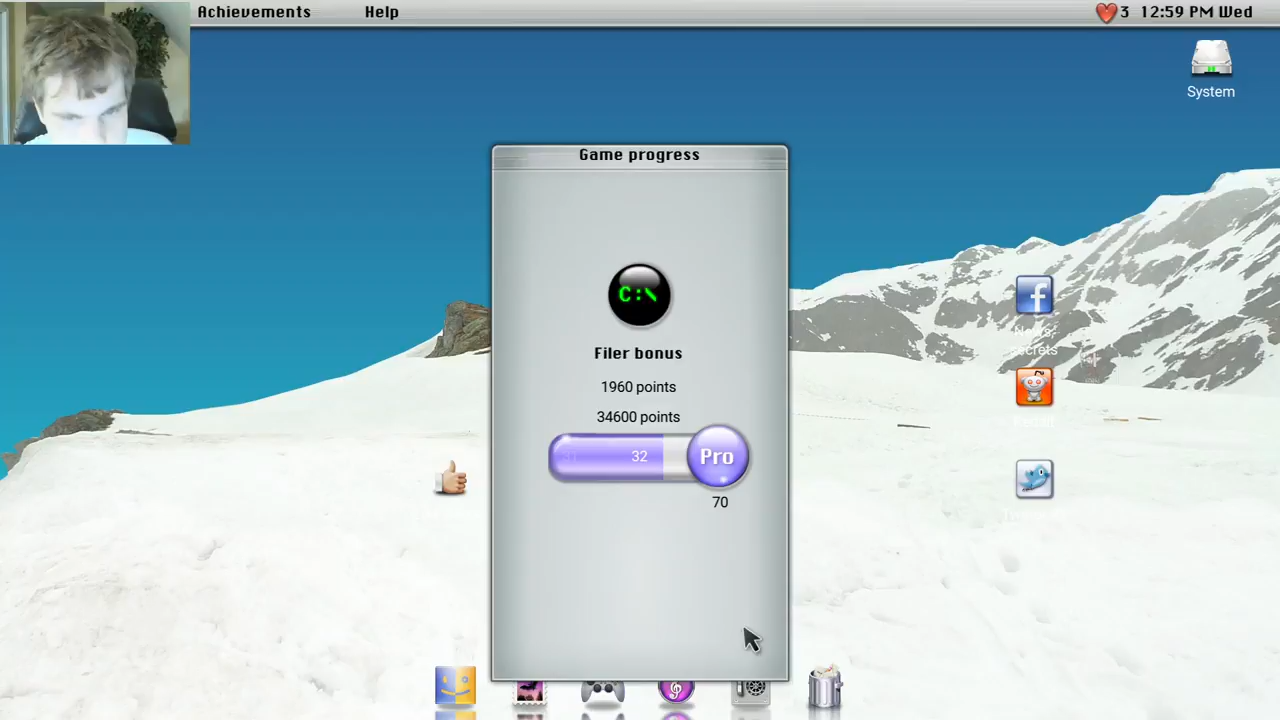 Achievements Help 3 12:59 PM Wed
System
Game progress
C:\
Filer bonus
1960 points
34600 points
32 Pro
70